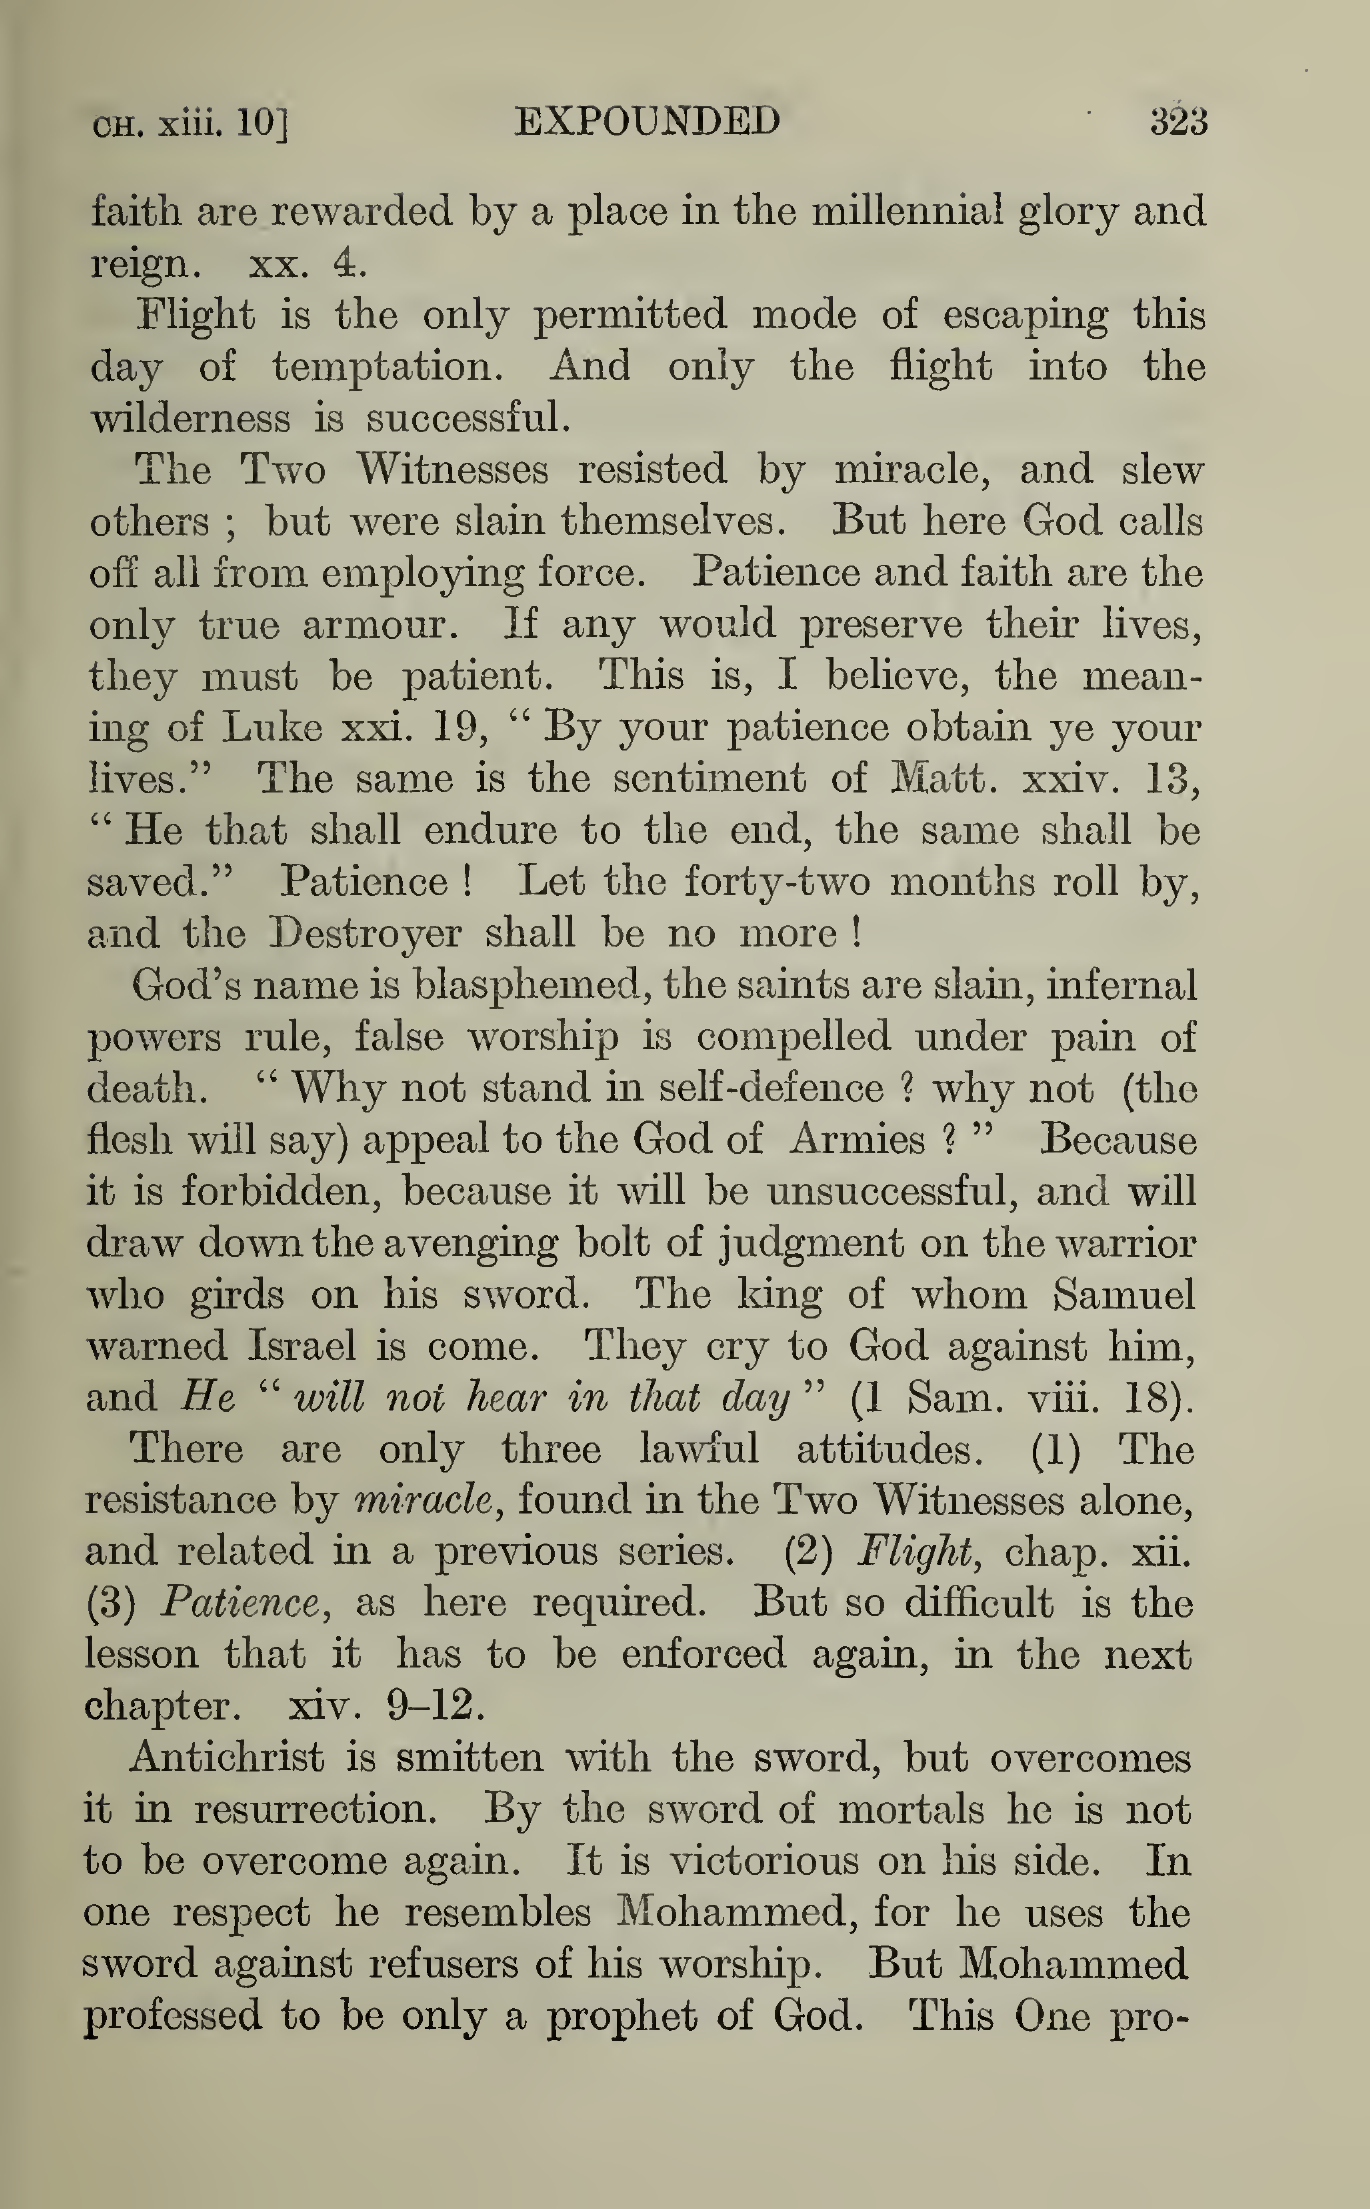 CH. xiii. 10] EXPOUNDED 323
faith are rewarded by a place in the millennial glory and
reign. xx. 4.
Flight is the only permitted mode of escaping this
day of temptation. And only the flight into the
wilderness is successful.
The Two Witnesses resisted by miracle, and slew
others ; but were slain themselves. But here God calls
off all from employing force. Patience and faith are the
only true armour. If any would preserve their lives,
they must be patient. This is, I believe, the mean-
ing of Luke xxi. 19, “ By your patience obtain ye your
lives.” The same is the sentiment of Matt. xxiv. 13,
“ He that shall endure to the end, the same shall be
saved.” Patience ! Let the forty-two months roll by,
and the Destroyer shall be no more !
God’s name is blasphemed, the saints are slain, infernal
powers rule, false worship is compelled under pain of
death. “ Why not stand in self-defence ? why not (the
flesh will say) appeal to the God of Armies ? ” Because
it is forbidden, because it will be unsuccessful, and will
draw down the avenging bolt of judgment on the warrior
who girds on his sword. The king of whom Samuel
warned Israel is come. They cry to God against him,
and He “ will not hear in that day ” (1 Sam. viii. 18).
There are only three lawful attitudes. (1) The
resistance by miracle, found in the Two Witnesses alone,
and related in a previous series. (2) Flight, chap. xii.
(3) Patience, as here required. But so difficult is the
lesson that it has to be enforced again, in the next
chapter. xiv. 9–12.
Antichrist is smitten with the sword, but overcomes
it in resurrection. By the sword of mortals he is not
to be overcome again. It is victorious on his side. In
one respect he resembles Mohammed, for he uses the
sword against refusers of his worship. But Mohammed
professed to be only a prophet of God. This One pro-